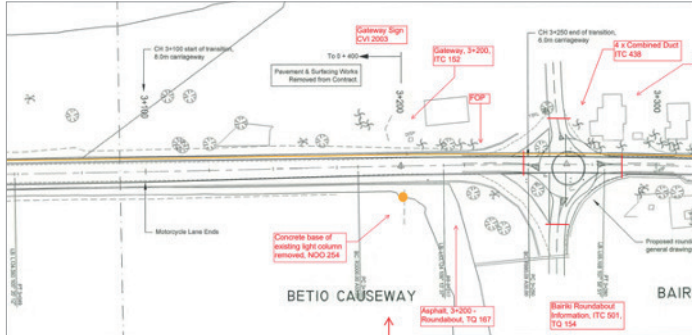 Gateway Sign
CVI 2003
CH 3+100 start of transition,
8.0m carriageway
To 0 + 400
Gateway, 3+200,
ITC 152
CH 3+250 end of transition,
6.0m carriageway
4 x Combined Duct
ITC 438
Pavement & Surfacing Works
Removed from Contract.
3+100
3+200
FOP
3+300
Motorcycle Lane Ends
Concrete base of
existing light column
removed, NOO 254
Proposed round
general drawing
BETIO CAUSEWAY
Asphalt, 3+200 -
Roundabout, TQ 167
Bairiki Roundabout
Information, ITC 501,
TQ 154
BAIR